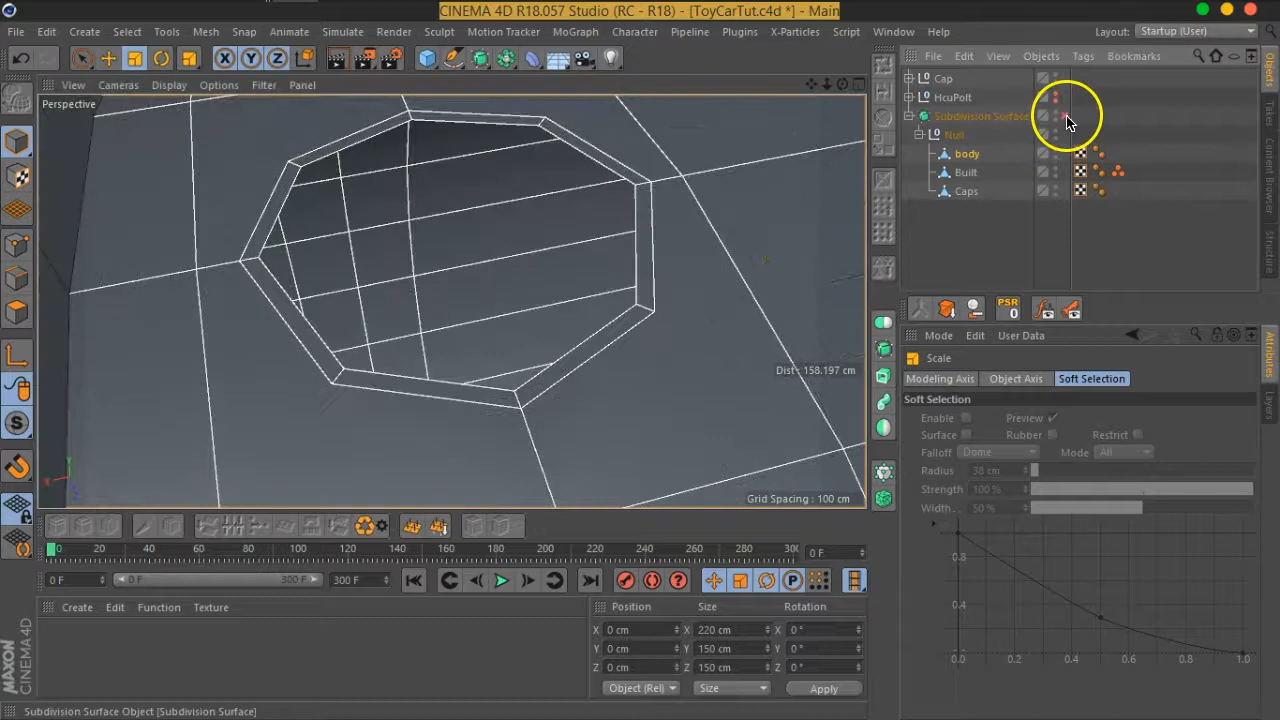 CINEMA 4D R18.057 Studio (RC - R18) - [ToyCarTut.c4d *] - Main
File Edit Create Select Tools Mesh Snap Animate Simulate Render Sculpt Motion Tracker MoGraph Character Pipeline Plugins X-Particles Script Window Help Layout: Startup (User)
X Y Z
File Edit View Objects Tags Bookmarks
View Cameras Display Options Filter Panel
Perspective
Cap
HcuPolt
Subdivision Surface
Null
body
Built
Caps
Objects
Takes
Content Browser
Structure
PSR
0
Mode Edit User Data
Scale
Modeling Axis Object Axis Soft Selection
Soft Selection
Enable Preview
Surface Rubber Restrict
Falloff Dome Mode All
Radius 38 cm
Strength 100 %
Width... 50 %
0.8
0.4
0.0 0.2 0.4 0.6 0.8 1.0
Attributes
Layers
Dist: 158.197 cm
Grid Spacing : 100 cm
S
0 20 40 60 80 100 120 140 160 180 200 220 240 260 280 300 0 F
0 F 0 F 300 F 300 F
P
Create Edit Function Texture
Position Size Rotation
X 0 cm X 220 cm X 0 °
Y 0 cm Y 150 cm Y 0 °
Z 0 cm Z 150 cm Z 0 °
Object (Rel) Size Apply
MAXON
CINEMA 4D
Subdivision Surface Object [Subdivision Surface]